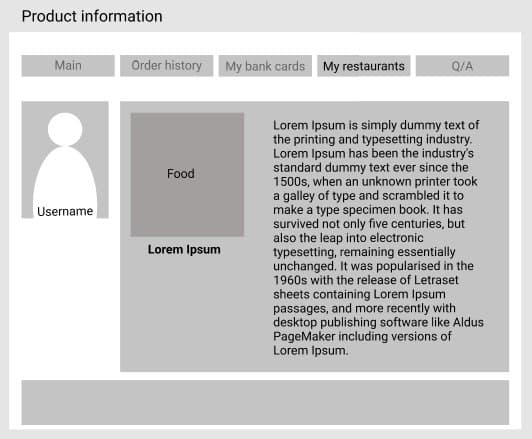 Product information
Main
Order history
My bank cards
My restaurants
Q/A
Username
Food
Lorem Ipsum
Lorem Ipsum is simply dummy text of
the printing and typesetting industry.
Lorem Ipsum has been the industry's
standard dummy text ever since the
1500s, when an unknown printer took
a galley of type and scrambled it to
make a type specimen book. It has
survived not only five centuries, but
also the leap into electronic
typesetting, remaining essentially
unchanged. It was popularised in the
1960s with the release of Letraset
sheets containing Lorem Ipsum
passages, and more recently with
desktop publishing software like Aldus
PageMaker including versions of
Lorem Ipsum.